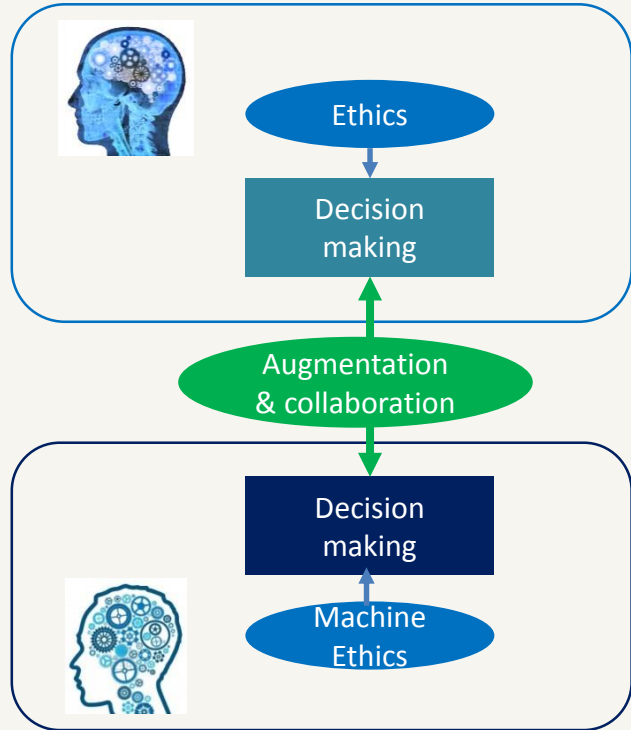 Ethics
Decision
making
Augmentation
& collaboration
Decision
making
Machine
Ethics